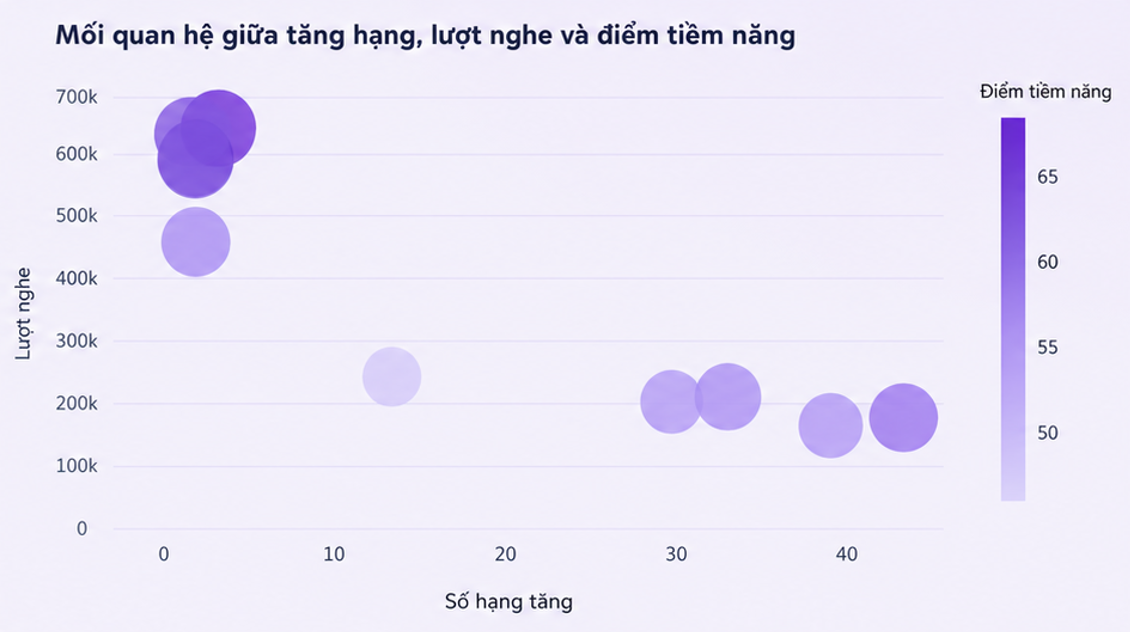 Mối quan hệ giữa tăng hạng, lượt nghe và điểm tiềm năng
Điểm tiềm năng
700k
600k
500k
400k
300k
200k
100k
0
Lượt nghe
0
10
20
30
40
Số hạng tăng
65
60
55
50